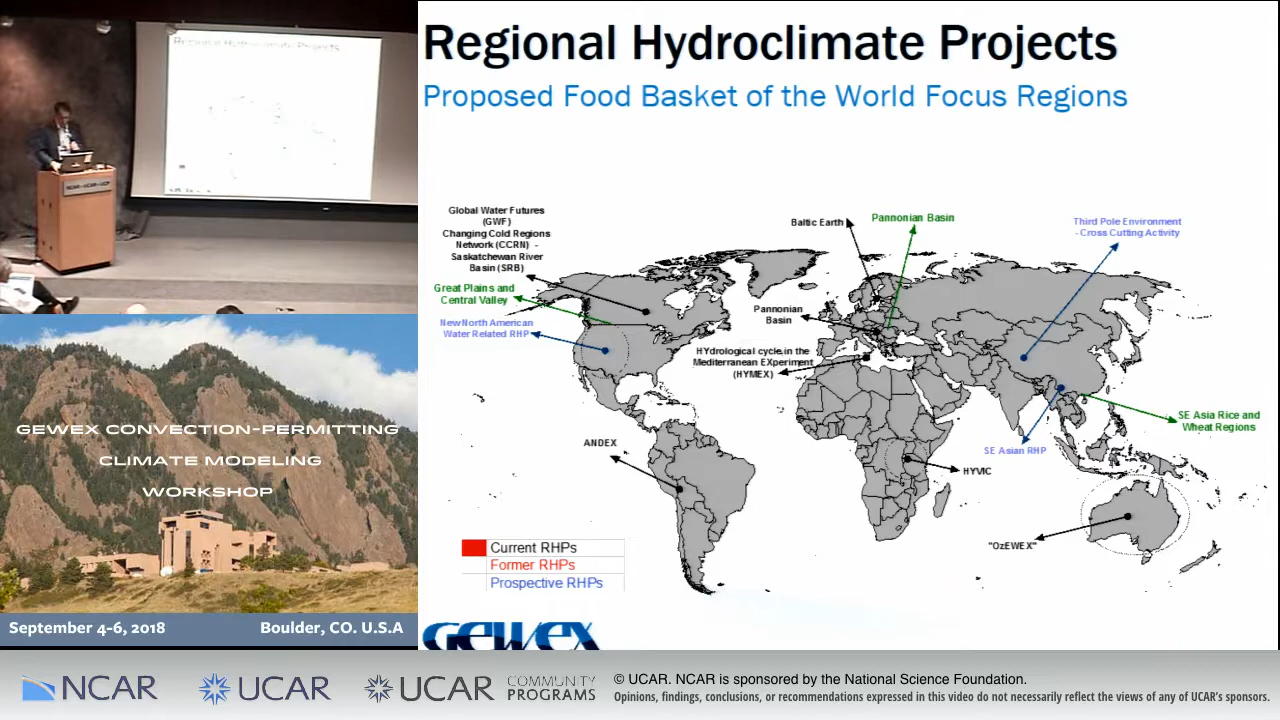 Regional Hydroclimate Projects
NCAR-UCAR-UCP
Regional Hydroclimate Projects
Proposed Food Basket of the World Focus Regions
Global Water Futures
(GWF)
Changing Cold Regions
Network (CCRN) -
Saskatchewan River
Basin (SRB)
Great Plains and
Central Valley
New North American
Water Related RHP
Baltic Earth
Pannonian Basin
Third Pole Environment
- Cross Cutting Activity
Pannonian
Basin
HYdrological cycle in the
Mediterranean EXperiment
(HYMEX)
SE Asia Rice and
Wheat Regions
SE Asian RHP
ANDEX
HYVIC
"OzEWEX"
Current RHPs
Former RHPs
Prospective RHPs
GEWEX
GEWEX CONVECTION-PERMITTING
CLIMATE MODELING
WORKSHOP
September 4-6, 2018
Boulder, CO. U.S.A
NCAR
UCAR
UCAR
COMMUNITY
PROGRAMS
© UCAR. NCAR is sponsored by the National Science Foundation.
Opinions, findings, conclusions, or recommendations expressed in this video do not necessarily reflect the views of any of UCAR's sponsors.